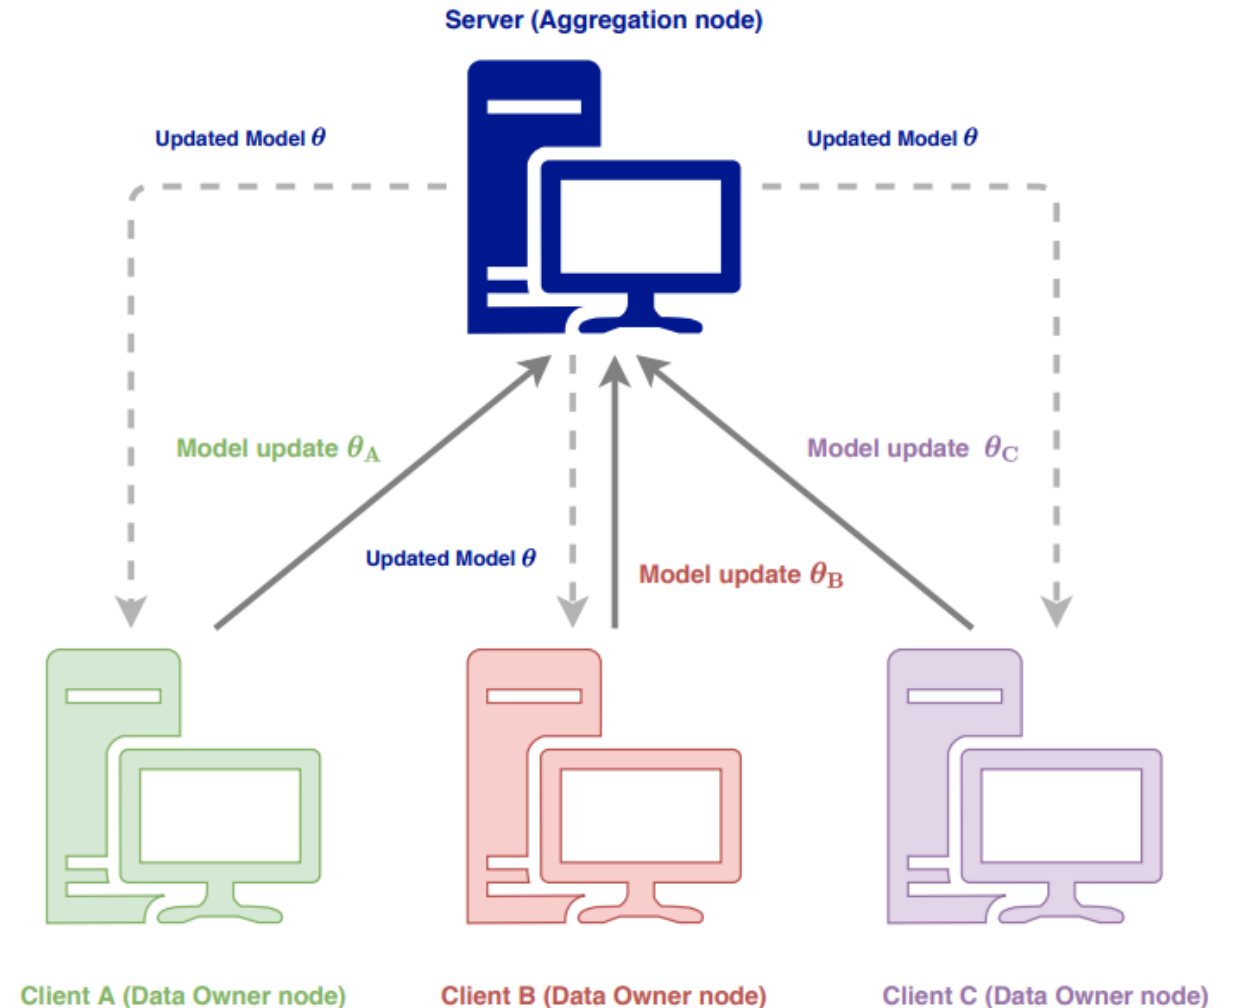 Server (Aggregation node)
Updated Model θ
Updated Model θ
Model update θA
Model update θC
Updated Model θ
Model update θB
Client A (Data Owner node)
Client B (Data Owner node)
Client C (Data Owner node)